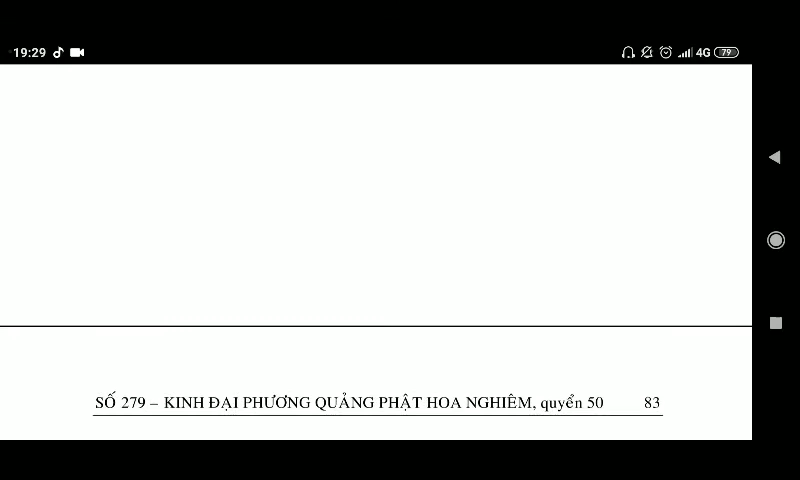 19:29 4G 79
SỐ 279 – KINH ĐẠI PHƯƠNG QUẢNG PHẬT HOA NGHIÊM, quyển 50 83